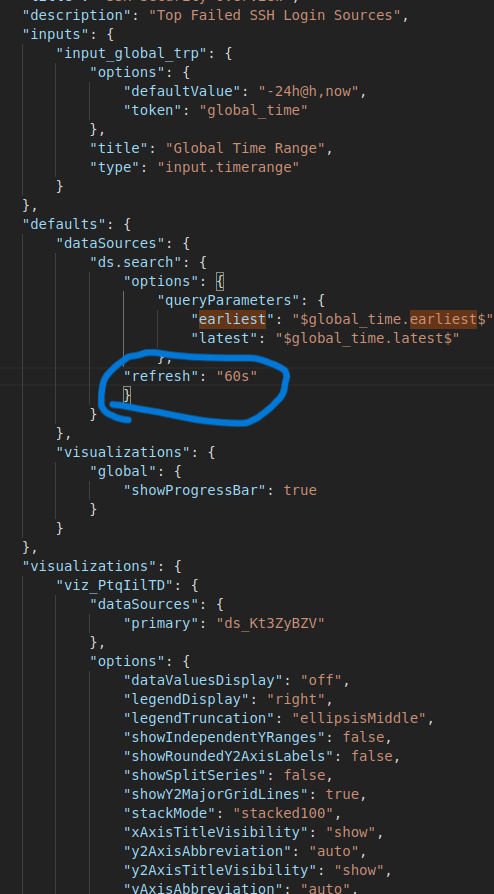 "description": "Top Failed SSH Login Sources",
"inputs": {
"input_global_trp": {
"options": {
"defaultValue": "-24h@h,now",
"token": "global_time"
},
"title": "Global Time Range",
"type": "input.timerange"
}
},
"defaults": {
"dataSources": {
"ds.search": {
"options": {
"queryParameters": {
"earliest": "$global_time.earliest$"
"latest": "$global_time.latest$"
},
"refresh": "60s"
}
}
},
"visualizations": {
"global": {
"showProgressBar": true
}
}
},
"visualizations": {
"viz_PtqIilTD": {
"dataSources": {
"primary": "ds_Kt3ZyBZV"
},
"options": {
"dataValuesDisplay": "off",
"legendDisplay": "right",
"legendTruncation": "ellipsisMiddle",
"showIndependentYRanges": false,
"showRoundedY2AxisLabels": false,
"showSplitSeries": false,
"showY2MajorGridLines": true,
"stackMode": "stacked100",
"xAxisTitleVisibility": "show",
"y2AxisAbbreviation": "auto",
"y2AxisTitleVisibility": "show",
"yAxisAbbreviation": "auto",